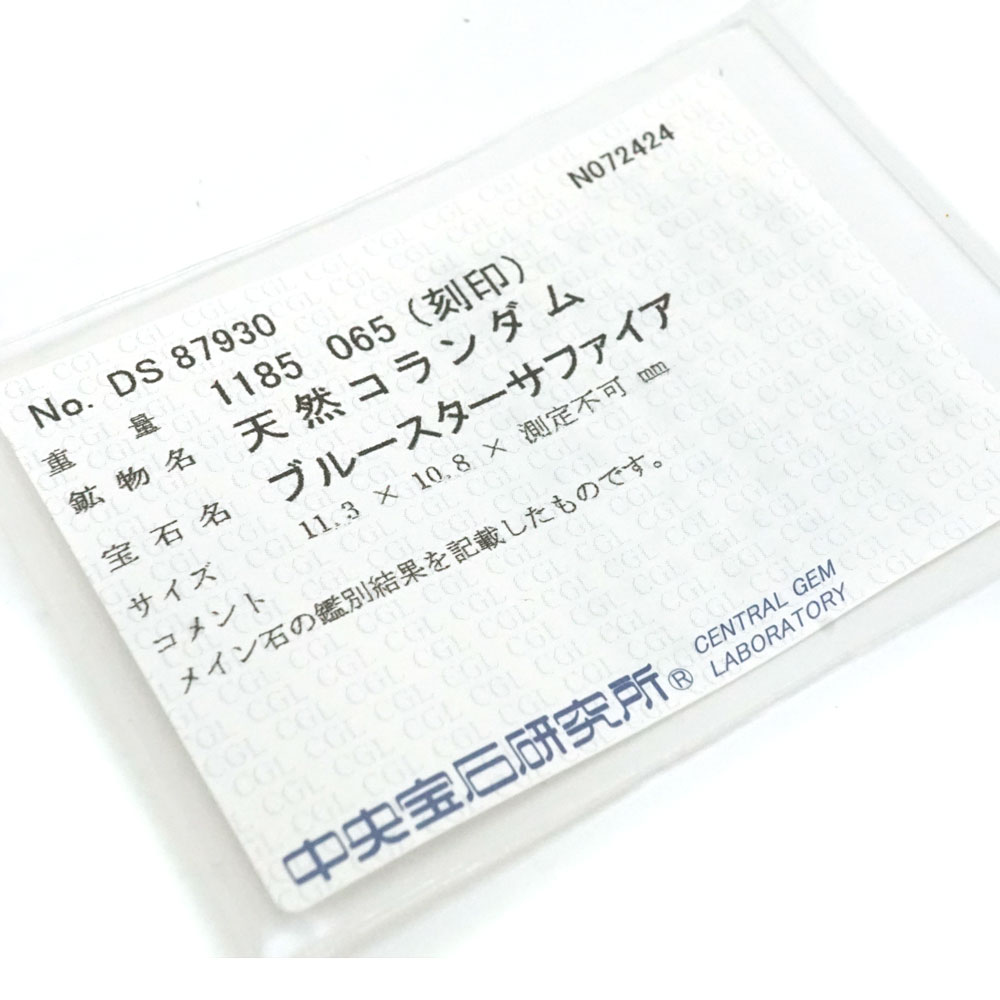 N072424
No. DS 87930
重量 1185 065 (刻印)
鉱物名 天然コランダム
宝石名 ブルースターサファイア
サイズ 11.3 × 10.8 × 測定不可 mm
コメント
メイン石の鑑別結果を記載したものです。
中央宝石研究所® CENTRAL GEM
LABORATORY